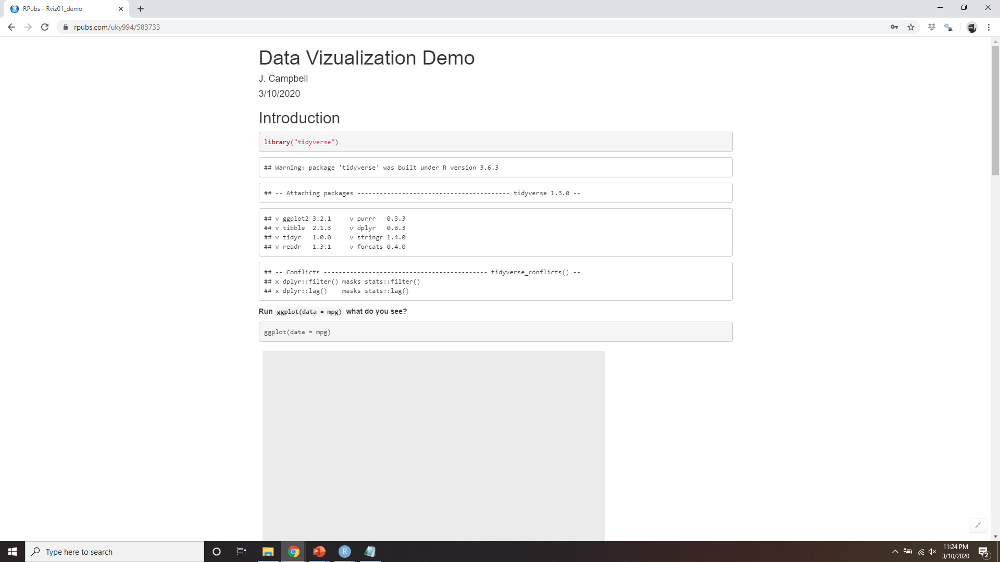 RPubs - Rviz01_demo
rpubs.com/uky994/583733
Data Vizualization Demo
J. Campbell
3/10/2020
Introduction
library("tidyverse")
## Warning: package 'tidyverse' was built under R version 3.6.3
## -- Attaching packages ----------------------------------------- tidyverse 1.3.0 --
## v ggplot2 3.2.1     v purrr   0.3.3
## v tibble  2.1.3     v dplyr   0.8.3
## v tidyr   1.0.0     v stringr 1.4.0
## v readr   1.3.1     v forcats 0.4.0
## -- Conflicts -------------------------------------------- tidyverse_conflicts() --
## x dplyr::filter() masks stats::filter()
## x dplyr::lag()    masks stats::lag()
Run ggplot(data = mpg) what do you see?
ggplot(data = mpg)
Type here to search
11:24 PM
3/10/2020
2